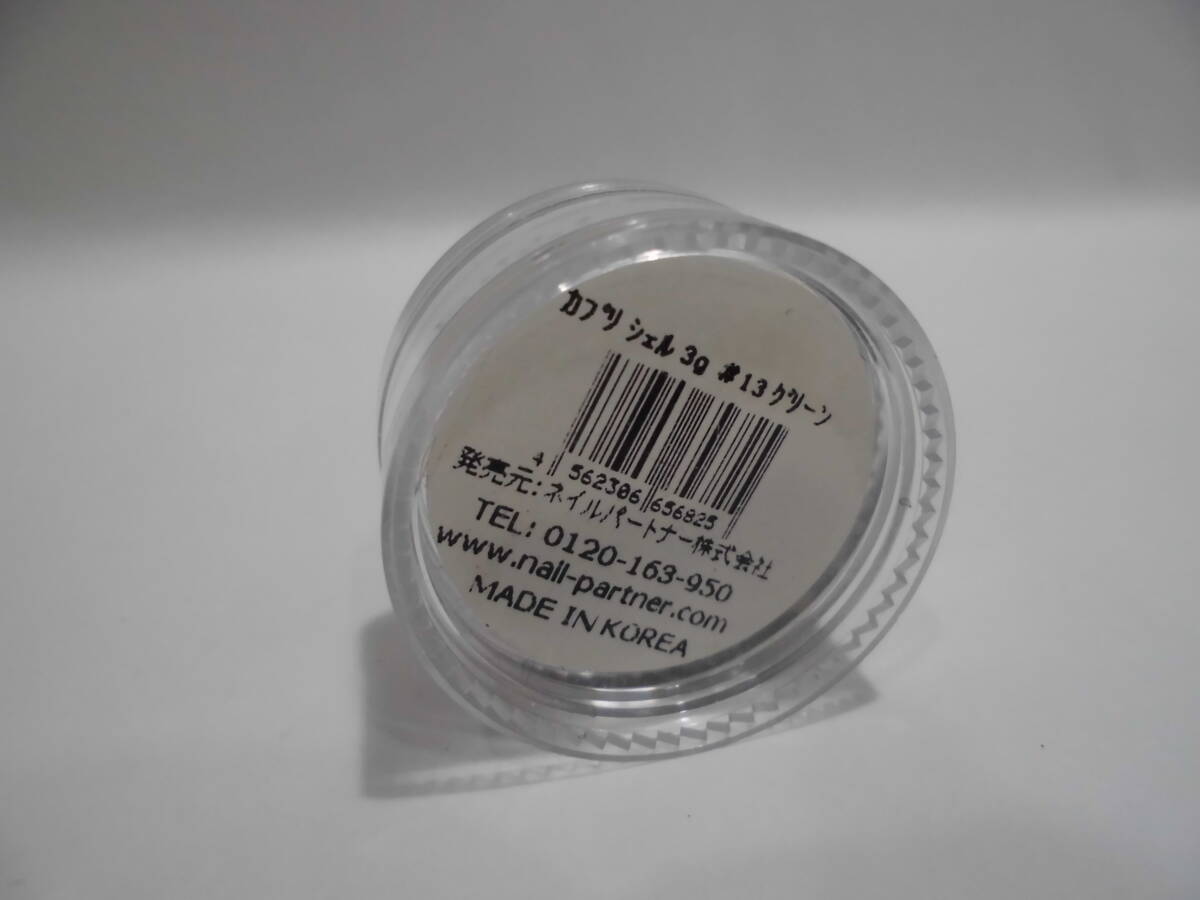 カプリ シェル 3g #13 グリーン
4 562306 656825
発売元:ネイルパートナー株式会社
TEL: 0120-163-950
www.nail-partner.com
MADE IN KOREA